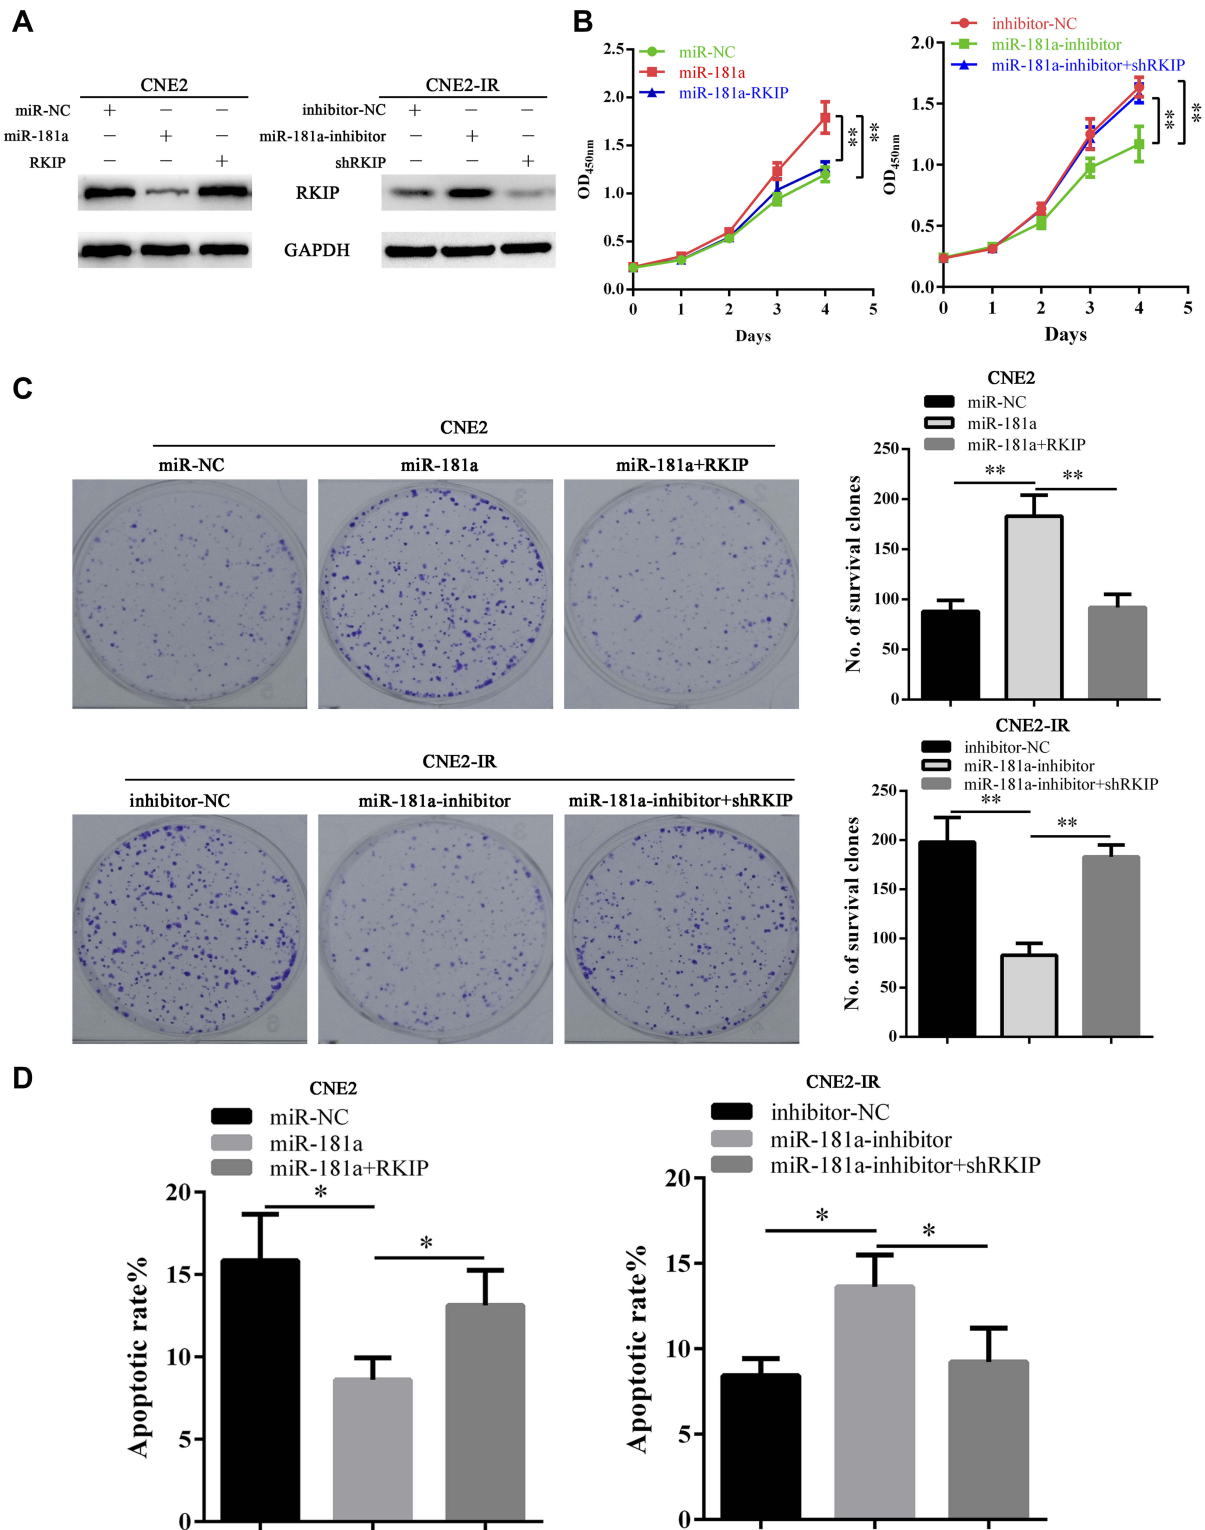 A
CNE2
miR-NC + − −
miR-181a − + −
RKIP − − +
CNE2-IR
inhibitor-NC + − −
miR-181a-inhibitor − + −
shRKIP − − +
RKIP
GAPDH
B
miR-NC
miR-181a
miR-181a-RKIP
2.5
2.0
1.5
1.0
0.5
0.0
OD450nm
0 1 2 3 4 5
Days
**
**
inhibitor-NC
miR-181a-inhibitor
miR-181a-inhibitor+shRKIP
2.0
1.5
1.0
0.5
0.0
OD450nm
0 1 2 3 4 5
Days
**
**
C
CNE2
miR-NC miR-181a miR-181a+RKIP
CNE2
miR-NC
miR-181a
miR-181a+RKIP
250
200
150
100
50
0
No. of survival clones
** **
CNE2-IR
inhibitor-NC miR-181a-inhibitor miR-181a-inhibitor+shRKIP
CNE2-IR
inhibitor-NC
miR-181a-inhibitor
miR-181a-inhibitor+shRKIP
250
200
150
100
50
0
No. of survival clones
**
**
D
CNE2
miR-NC
miR-181a
miR-181a+RKIP
20
15
10
5
0
Apoptotic rate%
*
*
CNE2-IR
inhibitor-NC
miR-181a-inhibitor
miR-181a-inhibitor+shRKIP
20
15
10
5
0
Apoptotic rate%
*
*